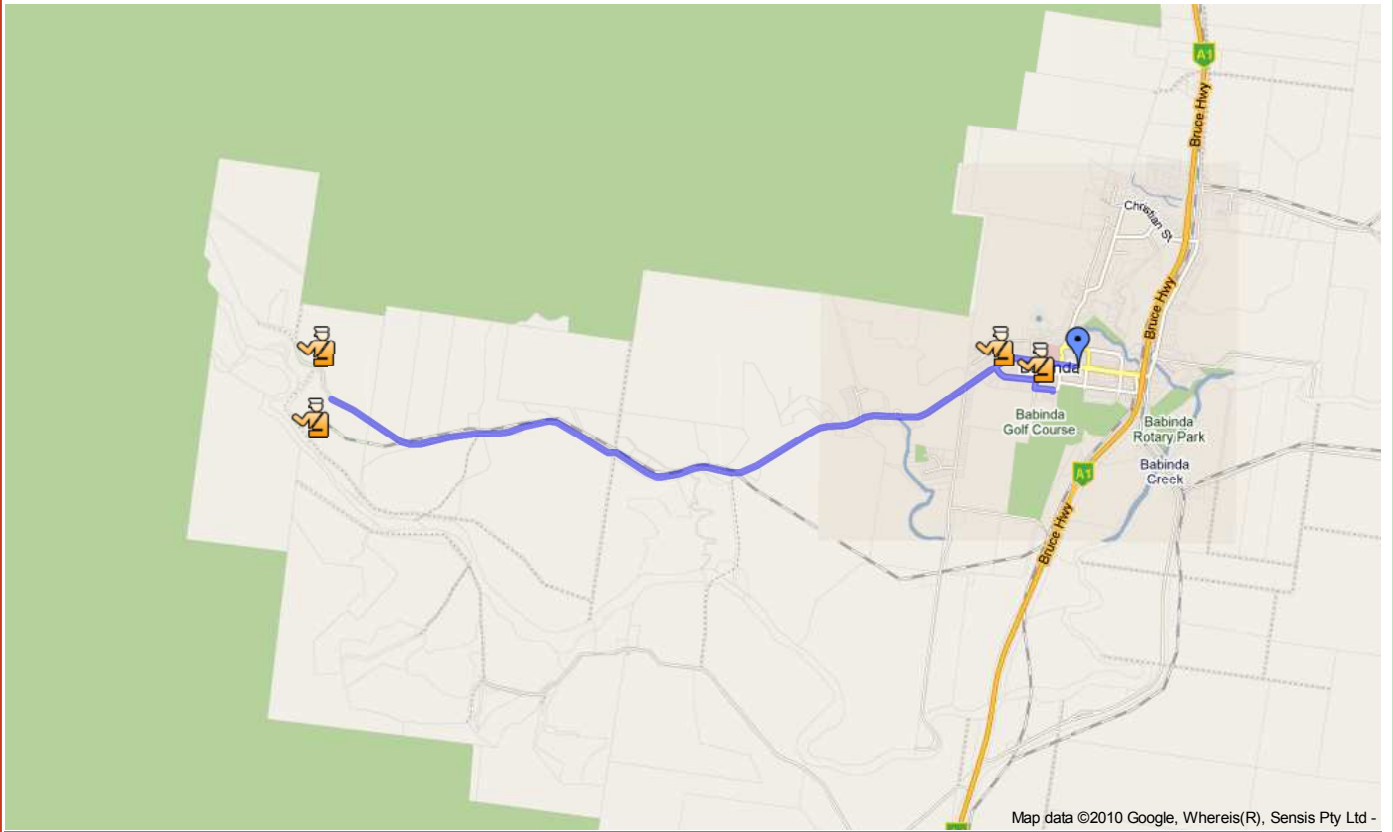 A1
Bruce Hwy
Christian St
Bruce Hwy
Babinda
Golf Course
Babinda
Rotary Park
Babinda
Creek
A1
Bruce Hwy
Map data ©2010 Google, Whereis(R), Sensis Pty Ltd -